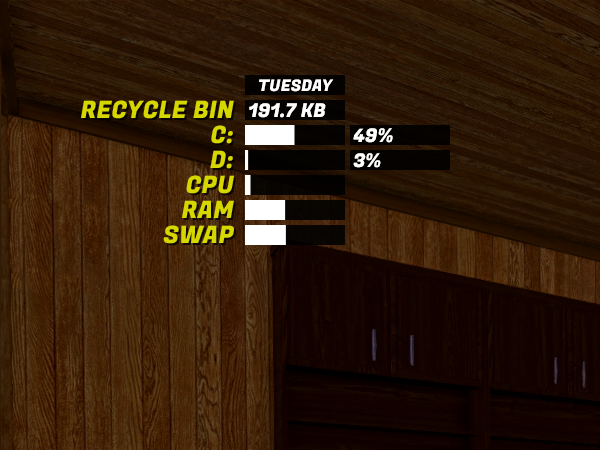 TUESDAY
RECYCLE BIN 191.7 KB
C: 49%
D: 3%
CPU
RAM
SWAP